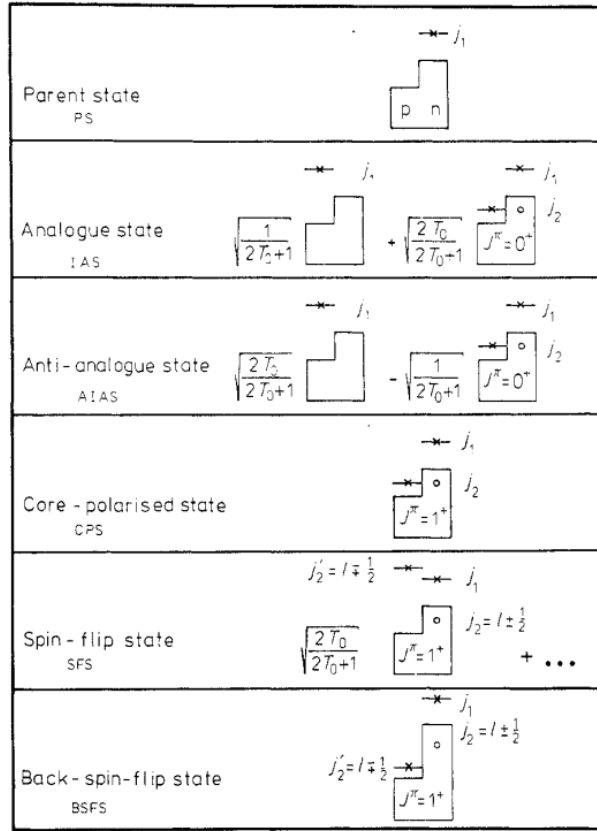 j₁
Parent state
PS
p n
j₁ j₁
j₂
Analogue state
IAS
√(1/(2T₀+1)) + √(2T₀/(2T₀+1)) Jᵖ=0⁺
j₁ j₁
j₂
Anti-analogue state
AIAS
√(2T₀/(2T₀+1)) - √(1/(2T₀+1)) Jᵖ=0⁺
j₁
j₂
Core-polarised state
CPS
J^π=1⁺
j₂′=l∓½
j₁
j₂=l±½
Spin-flip state
SFS
√(2T₀/(2T₀+1)) J^π=1⁺ + •••
j₁
j₂=l±½
j₂′=l∓½
Back-spin-flip state
BSFS
J^π=1⁺